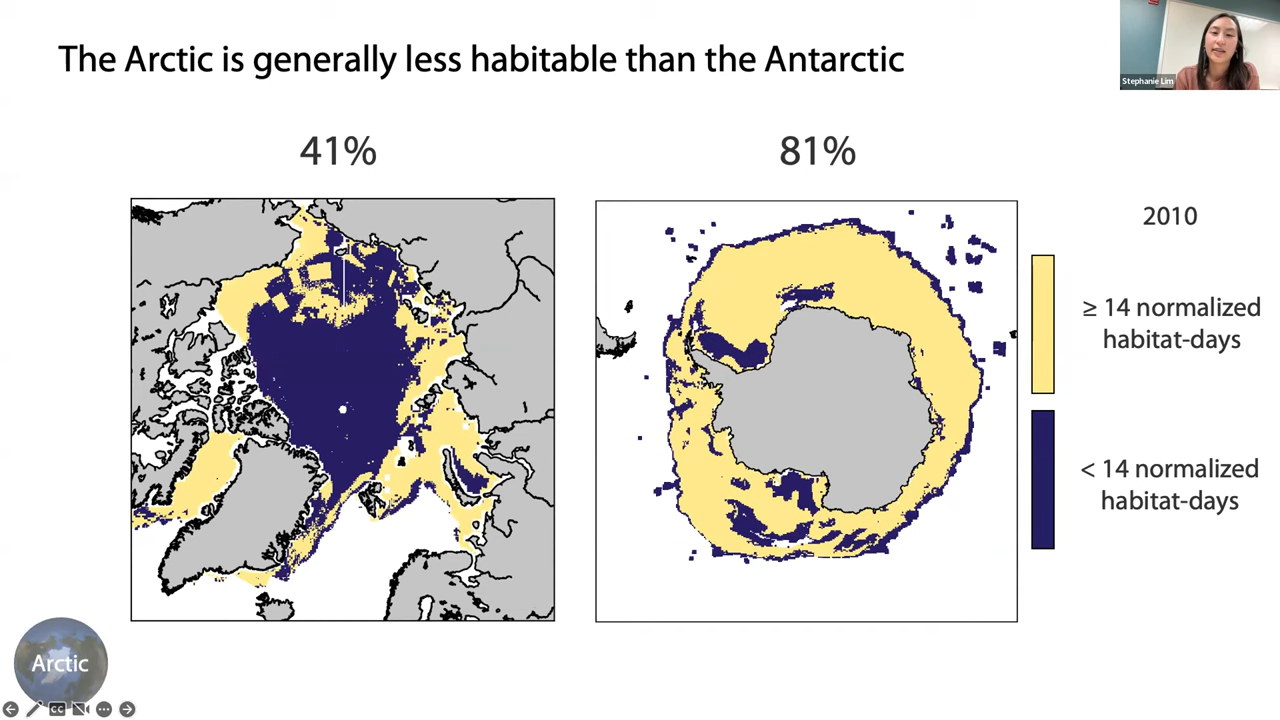 The Arctic is generally less habitable than the Antarctic
Stephanie Lim
41%
81%
2010
≥ 14 normalized
habitat-days
< 14 normalized
habitat-days
Arctic
CC